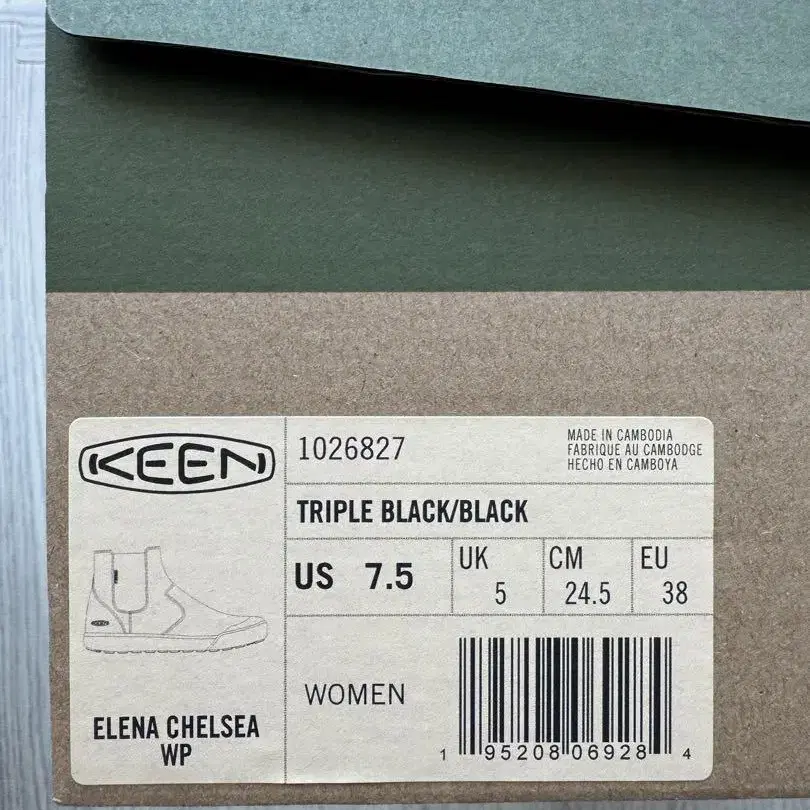 KEEN
1026827
MADE IN CAMBODIA
FABRIQUE AU CAMBODGE
HECHO EN CAMBOYA
TRIPLE BLACK/BLACK
US 7.5
UK 5
CM 24.5
EU 38
WOMEN
ELENA CHELSEA
WP
1 95208 06928 4